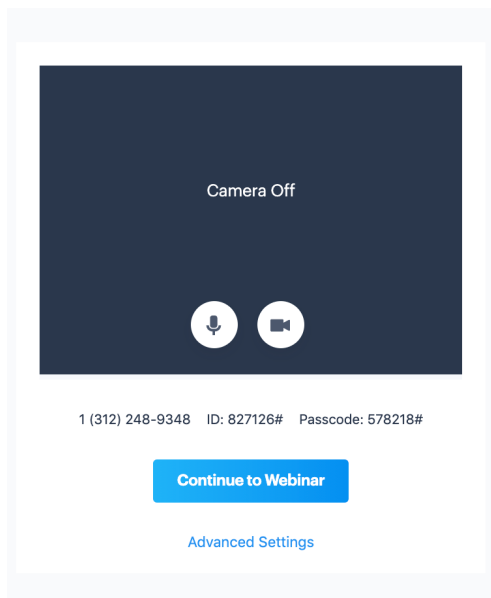 Camera Off
1 (312) 248-9348 ID: 827126# Passcode: 578218#
Continue to Webinar
Advanced Settings